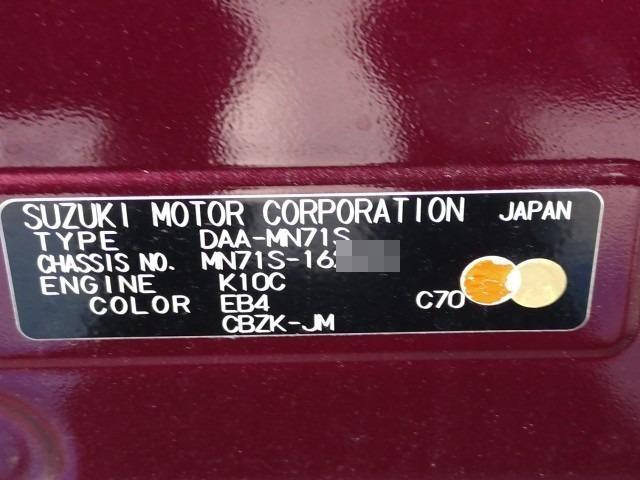 SUZUKI MOTOR CORPORATION JAPAN
TYPE DAA-MN71S
CHASSIS NO. MN71S-16
ENGINE K10C
COLOR EB4 C70
CBZK-JM